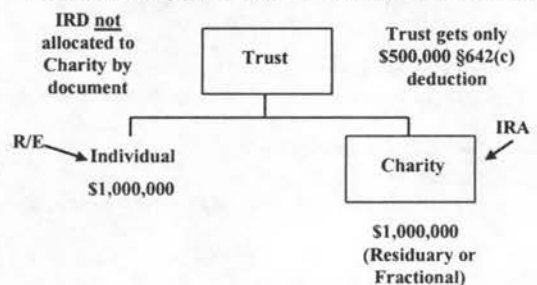 IRD not
allocated to
Charity by
document
Trust
Trust gets only
$500,000 §642(c)
deduction
R/E
Individual
$1,000,000
IRA
Charity
$1,000,000
(Residuary or
Fractional)